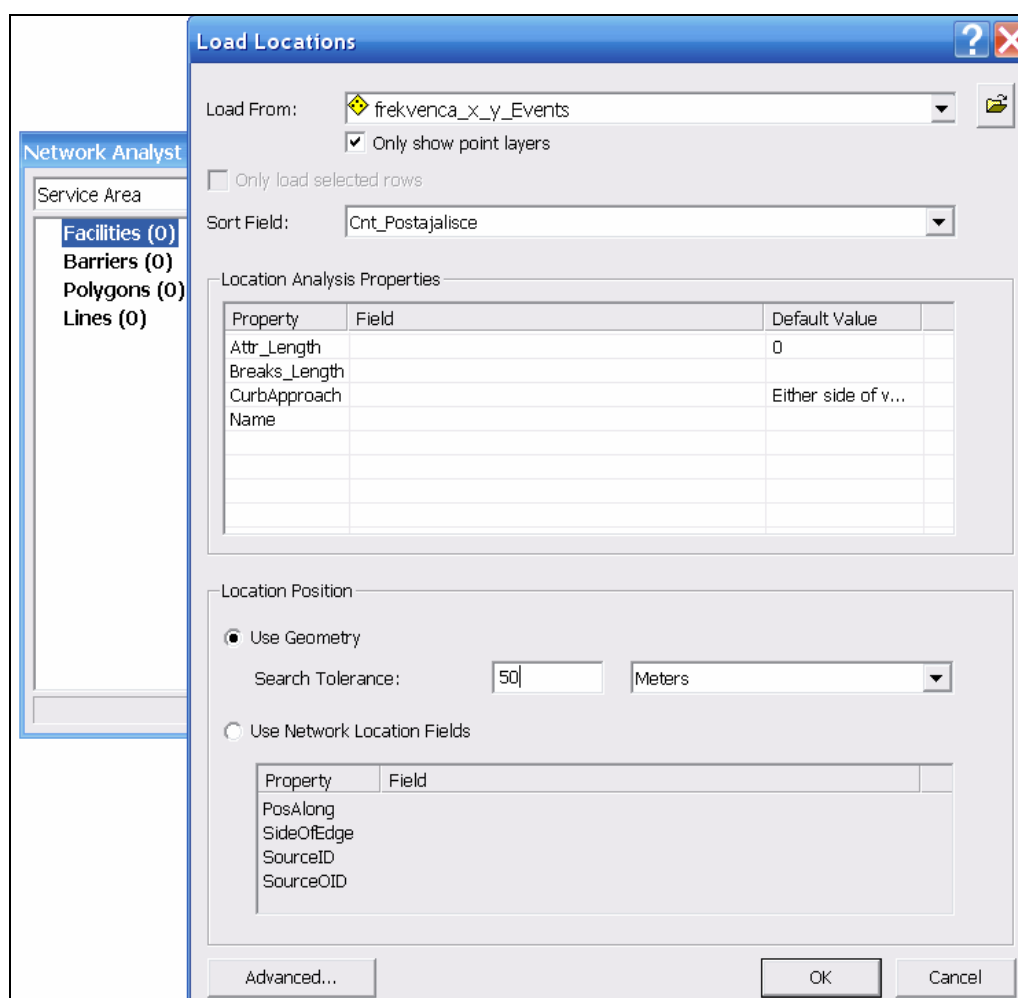 Load Locations
Load From:
frekvenca_x_y_Events
Only show point layers
Network Analyst
Service Area
Facilities (0)
Barriers (0)
Polygons (0)
Lines (0)
Only load selected rows
Sort Field:
Cnt_Postajalisce
Location Analysis Properties
Property Field Default Value
Attr_Length 0
Breaks_Length
CurbApproach Either side of v...
Name
Location Position
Use Geometry
Search Tolerance: 50 Meters
Use Network Location Fields
Property Field
PosAlong
SideOfEdge
SourceID
SourceOID
Advanced... OK Cancel